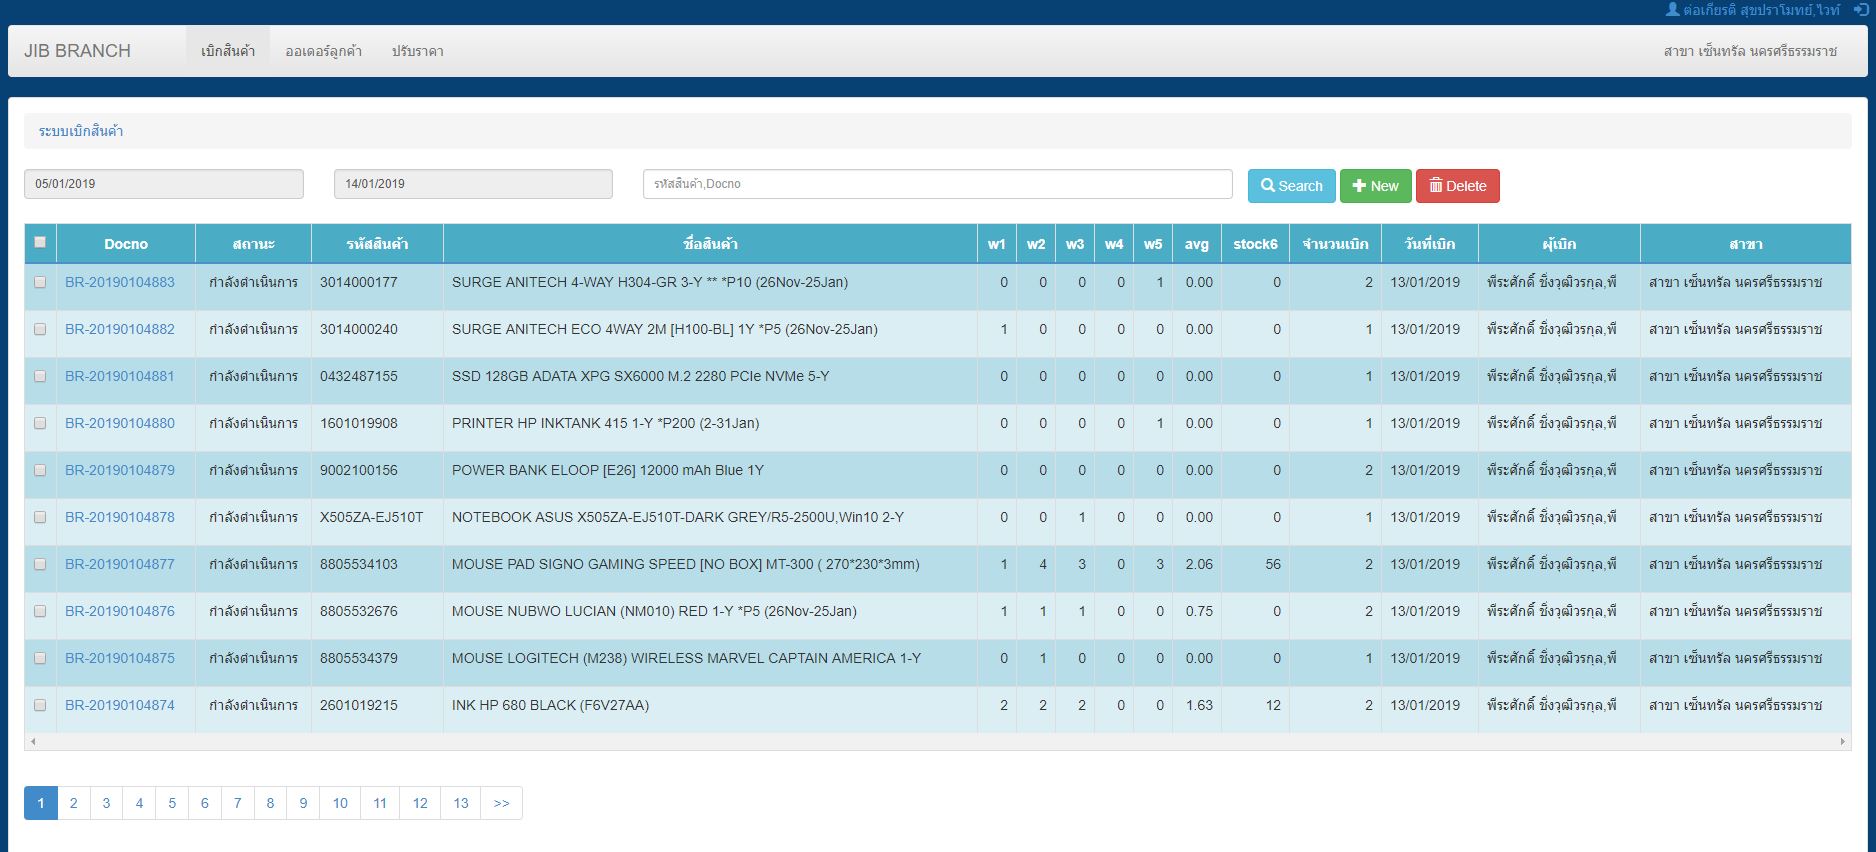 ต่อเกียรติ สุขปราโมทย์,ไวท์
JIB BRANCH เบิกสินค้า ออเดอร์ลูกค้า ปรับราคา สาขา เซ็นทรัล นครศรีธรรมราช
ระบบเบิกสินค้า
05/01/2019 14/01/2019 รหัสสินค้า,Docno Search New Delete
Docno สถานะ รหัสสินค้า ชื่อสินค้า w1 w2 w3 w4 w5 avg stock6 จำนวนเบิก วันที่เบิก ผู้เบิก สาขา
BR-20190104883 กำลังดำเนินการ 3014000177 SURGE ANITECH 4-WAY H304-GR 3-Y ** *P10 (26Nov-25Jan) 0 0 0 0 1 0.00 0 2 13/01/2019 พีระศักดิ์ ชิ่งวุฒิวรกุล,พี สาขา เซ็นทรัล นครศรีธรรมราช
BR-20190104882 กำลังดำเนินการ 3014000240 SURGE ANITECH ECO 4WAY 2M [H100-BL] 1Y *P5 (26Nov-25Jan) 1 0 0 0 0 0.00 0 1 13/01/2019 พีระศักดิ์ ชิ่งวุฒิวรกุล,พี สาขา เซ็นทรัล นครศรีธรรมราช
BR-20190104881 กำลังดำเนินการ 0432487155 SSD 128GB ADATA XPG SX6000 M.2 2280 PCIe NVMe 5-Y 0 0 0 0 0 0.00 0 1 13/01/2019 พีระศักดิ์ ชิ่งวุฒิวรกุล,พี สาขา เซ็นทรัล นครศรีธรรมราช
BR-20190104880 กำลังดำเนินการ 1601019908 PRINTER HP INKTANK 415 1-Y *P200 (2-31Jan) 0 0 0 0 1 0.00 0 1 13/01/2019 พีระศักดิ์ ชิ่งวุฒิวรกุล,พี สาขา เซ็นทรัล นครศรีธรรมราช
BR-20190104879 กำลังดำเนินการ 9002100156 POWER BANK ELOOP [E26] 12000 mAh Blue 1Y 0 0 0 0 0 0.00 0 2 13/01/2019 พีระศักดิ์ ชิ่งวุฒิวรกุล,พี สาขา เซ็นทรัล นครศรีธรรมราช
BR-20190104878 กำลังดำเนินการ X505ZA-EJ510T NOTEBOOK ASUS X505ZA-EJ510T-DARK GREY/R5-2500U,Win10 2-Y 0 0 1 0 0 0.00 0 1 13/01/2019 พีระศักดิ์ ชิ่งวุฒิวรกุล,พี สาขา เซ็นทรัล นครศรีธรรมราช
BR-20190104877 กำลังดำเนินการ 8805534103 MOUSE PAD SIGNO GAMING SPEED [NO BOX] MT-300 ( 270*230*3mm) 1 4 3 0 3 2.06 56 2 13/01/2019 พีระศักดิ์ ชิ่งวุฒิวรกุล,พี สาขา เซ็นทรัล นครศรีธรรมราช
BR-20190104876 กำลังดำเนินการ 8805532676 MOUSE NUBWO LUCIAN (NM010) RED 1-Y *P5 (26Nov-25Jan) 1 1 1 0 0 0.75 0 2 13/01/2019 พีระศักดิ์ ชิ่งวุฒิวรกุล,พี สาขา เซ็นทรัล นครศรีธรรมราช
BR-20190104875 กำลังดำเนินการ 8805534379 MOUSE LOGITECH (M238) WIRELESS MARVEL CAPTAIN AMERICA 1-Y 0 1 0 0 0 0.00 0 1 13/01/2019 พีระศักดิ์ ชิ่งวุฒิวรกุล,พี สาขา เซ็นทรัล นครศรีธรรมราช
BR-20190104874 กำลังดำเนินการ 2601019215 INK HP 680 BLACK (F6V27AA) 2 2 2 0 0 1.63 12 2 13/01/2019 พีระศักดิ์ ชิ่งวุฒิวรกุล,พี สาขา เซ็นทรัล นครศรีธรรมราช
1 2 3 4 5 6 7 8 9 10 11 12 13 >>